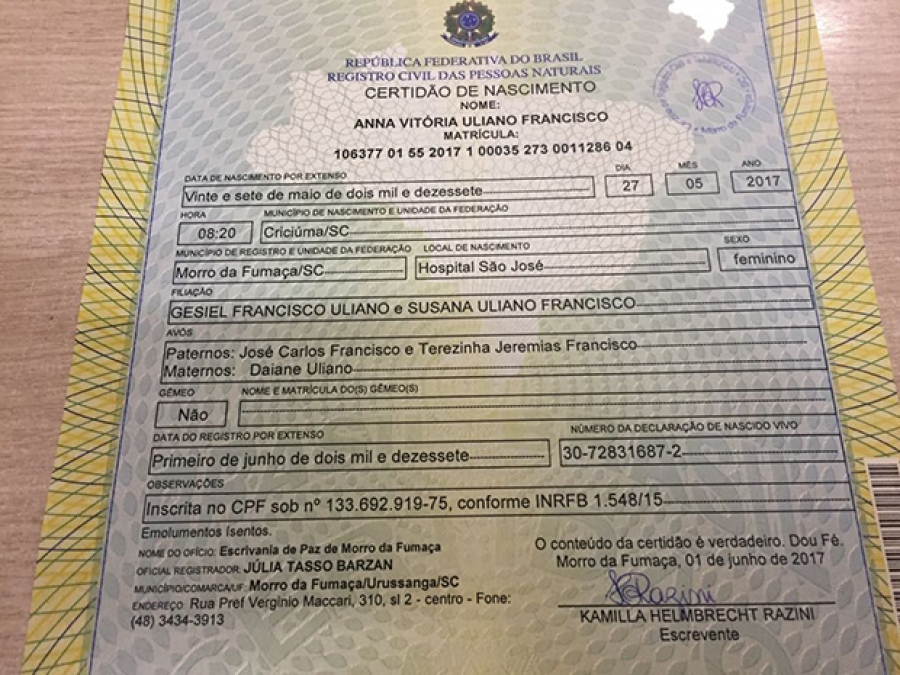 REPÚBLICA FEDERATIVA DO BRASIL
REGISTRO CIVIL DAS PESSOAS NATURAIS
CERTIDÃO DE NASCIMENTO
NOME:
ANNA VITÓRIA ULIANO FRANCISCO
MATRÍCULA:
106377 01 55 2017 1 00035 273 0011286 04
DATA DE NASCIMENTO POR EXTENSO DIA MÊS ANO
Vinte e sete de maio de dois mil e dezessete 27 05 2017
HORA MUNICÍPIO DE NASCIMENTO E UNIDADE DA FEDERAÇÃO
08:20 Criciúma/SC
MUNICÍPIO DE REGISTRO E UNIDADE DA FEDERAÇÃO LOCAL DE NASCIMENTO SEXO
Morro da Fumaça/SC Hospital São José feminino
FILIAÇÃO
GESIEL FRANCISCO ULIANO e SUSANA ULIANO FRANCISCO
AVÓS
Paternos: José Carlos Francisco e Terezinha Jeremias Francisco
Maternos: Daiane Uliano
GÊMEO NOME E MATRÍCULA DO(S) GÊMEO(S)
Não
DATA DO REGISTRO POR EXTENSO NÚMERO DA DECLARAÇÃO DE NASCIDO VIVO
Primeiro de junho de dois mil e dezessete 30-72831687-2
OBSERVAÇÕES
Inscrita no CPF sob nº 133.692.919-75, conforme INRFB 1.548/15
Emolumentos Ísentos.
NOME DO OFÍCIO: Escrivania de Paz de Morro da Fumaça
OFICIAL REGISTRADOR: JÚLIA TASSO BARZAN
MUNICÍPIO/COMARCA/UF: Morro da Fumaça/Urussanga/SC
ENDEREÇO: Rua Pref Verginio Maccari, 310, sl 2 - centro - Fone:
(48) 3434-3913
O conteúdo da certidão é verdadeiro. Dou Fé.
Morro da Fumaça, 01 de junho de 2017
KAMILLA HELMBRECHT RAZINI
Escrevente